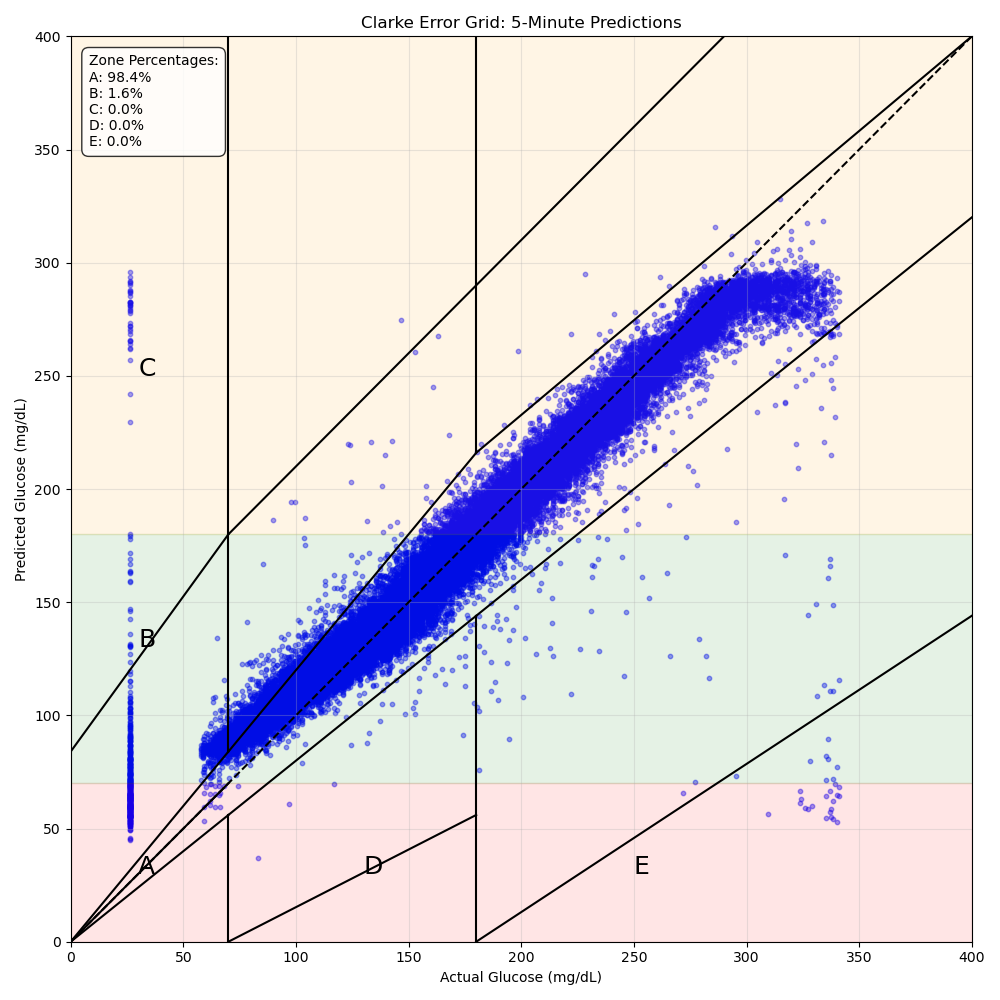 Clarke Error Grid: 5-Minute Predictions
400
350
300
250
200
150
100
50
0
Predicted Glucose (mg/dL)
Zone Percentages:
A: 98.4%
B: 1.6%
C: 0.0%
D: 0.0%
E: 0.0%
C
B
A
D
E
0
50
100
150
200
250
300
350
400
Actual Glucose (mg/dL)